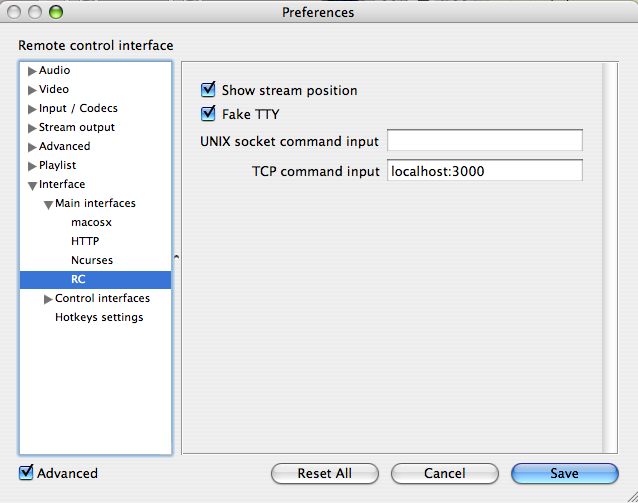 Preferences
Remote control interface
Audio
Video
Input / Codecs
Stream output
Advanced
Playlist
Interface
Main interfaces
macosx
HTTP
Ncurses
RC
Control interfaces
Hotkeys settings
Show stream position
Fake TTY
UNIX socket command input
TCP command input localhost:3000
Advanced
Reset All
Cancel
Save